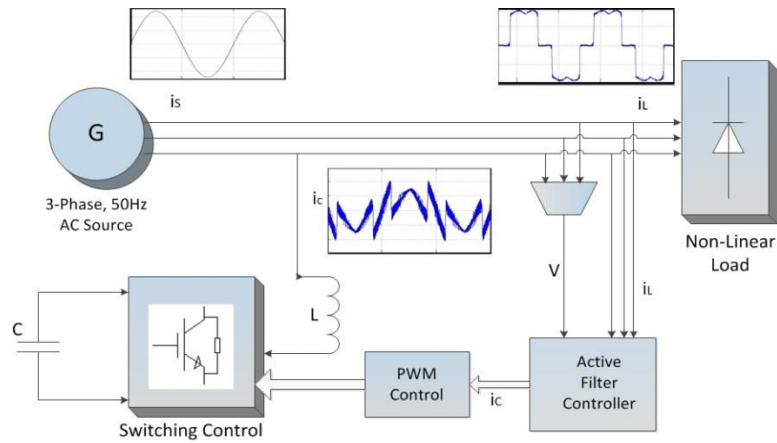 iS
iL
G
3-Phase, 50Hz
AC Source
iC
Non-Linear
Load
V
iL
C
L
PWM
Control
iC
Active
Filter
Controller
Switching Control